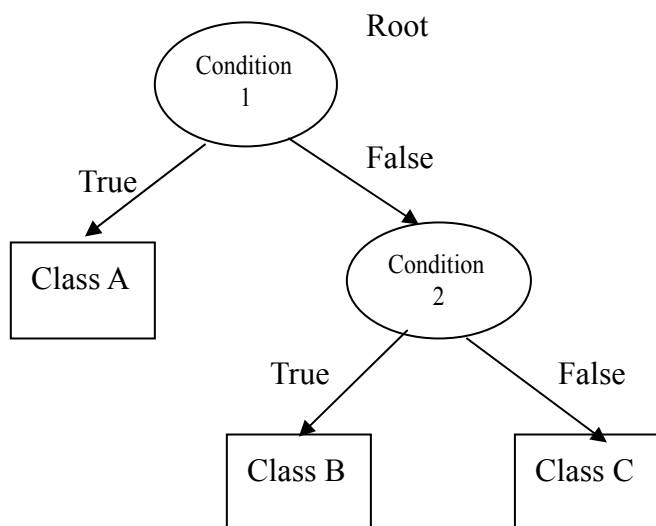 Root
Condition
1
True
False
Class A
Condition
2
True
False
Class B
Class C